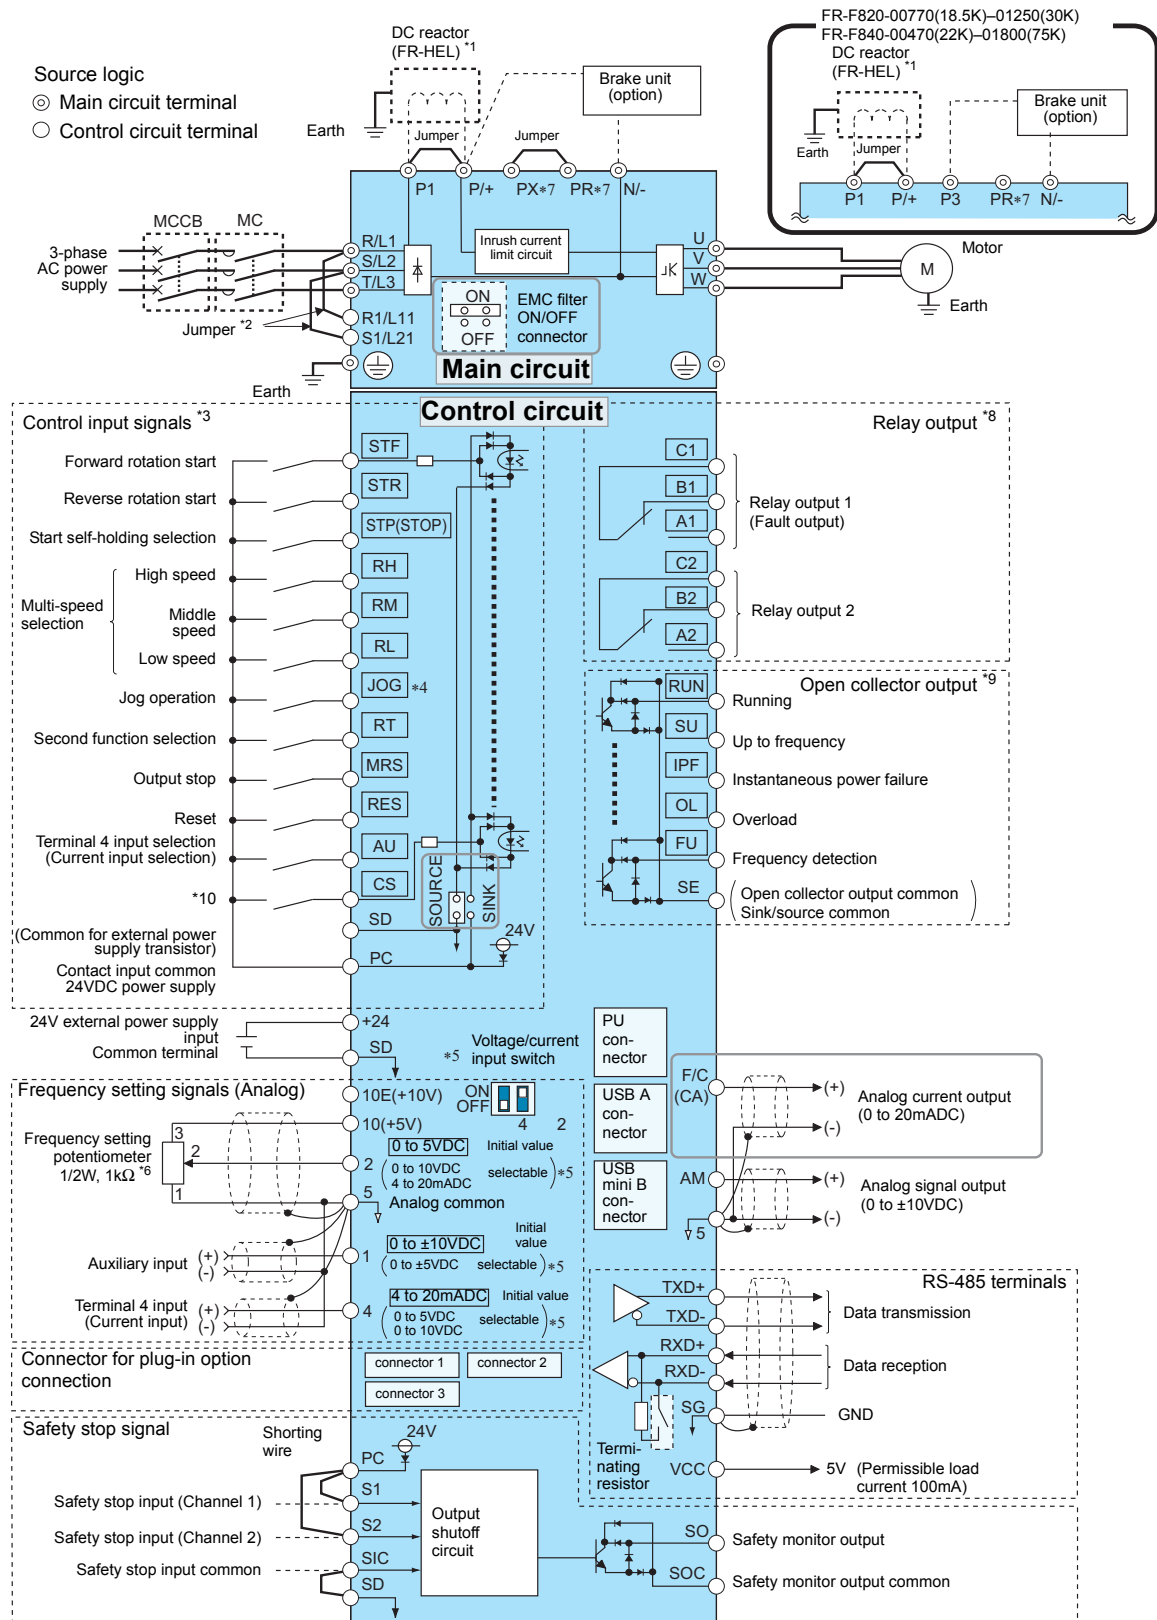 FR-F820-00770(18.5K)–01250(30K)
FR-F840-00470(22K)–01800(75K)
DC reactor
(FR-HEL) *1
Brake unit
(option)
Earth
Jumper
P1 P/+ P3 PR*7 N/-
Source logic
Main circuit terminal
Control circuit terminal
DC reactor
(FR-HEL) *1
Brake unit
(option)
Earth
Jumper
Jumper
P1 P/+ PX*7 PR*7 N/-
MCCB MC
3-phase
AC power
supply
R/L1
S/L2
T/L3
R1/L11
S1/L21
Jumper *2
Earth
Inrush current
limit circuit
ON
OFF
EMC filter
ON/OFF
connector
U
V
W
Motor
M
Earth
Main circuit
Control circuit
Control input signals *3
Forward rotation start
STF
Reverse rotation start
STR
Start self-holding selection
STP(STOP)
Multi-speed
selection
High speed
RH
Middle
speed
RM
Low speed
RL
Jog operation
JOG *4
Second function selection
RT
Output stop
MRS
Reset
RES
Terminal 4 input selection
(Current input selection)
AU
*10
CS
SOURCE
SINK
SD
24V
(Common for external power
supply transistor)
Contact input common
24VDC power supply
PC
Relay output *8
C1
B1
A1
Relay output 1
(Fault output)
C2
B2
A2
Relay output 2
Open collector output *9
RUN
Running
SU
Up to frequency
IPF
Instantaneous power failure
OL
Overload
FU
Frequency detection
SE
Open collector output common
Sink/source common
24V external power supply
input
Common terminal
+24
SD
*5 Voltage/current
input switch
Frequency setting signals (Analog)
ON
OFF
4 2
10E(+10V)
10(+5V)
Frequency setting
potentiometer
1/2W, 1kΩ *6
3
2
1
2
0 to 5VDC Initial value
0 to 10VDC
4 to 20mADC
selectable *5
5
Analog common
Auxiliary input (+)
(-)
1
0 to ±10VDC
Initial
value
0 to ±5VDC selectable *5
Terminal 4 input
(Current input)
(+)
(-)
4
4 to 20mADC Initial value
0 to 5VDC
0 to 10VDC
selectable *5
PU
con-
nector
USB A
con-
nector
USB
mini B
con-
nector
F/C
(CA)
(+)
(-)
Analog current output
(0 to 20mADC)
AM
5
(+)
(-)
Analog signal output
(0 to ±10VDC)
RS-485 terminals
TXD+
TXD-
Data transmission
RXD+
RXD-
Data reception
SG
GND
Termi-
nating
resistor
VCC
5V (Permissible load
current 100mA)
Connector for plug-in option
connection
connector 1 connector 2
connector 3
Safety stop signal
Shorting
wire
24V
PC
Safety stop input (Channel 1)
S1
Safety stop input (Channel 2)
S2
Safety stop input common
SIC
SD
Output
shutoff
circuit
SO
Safety monitor output
SOC
Safety monitor output common